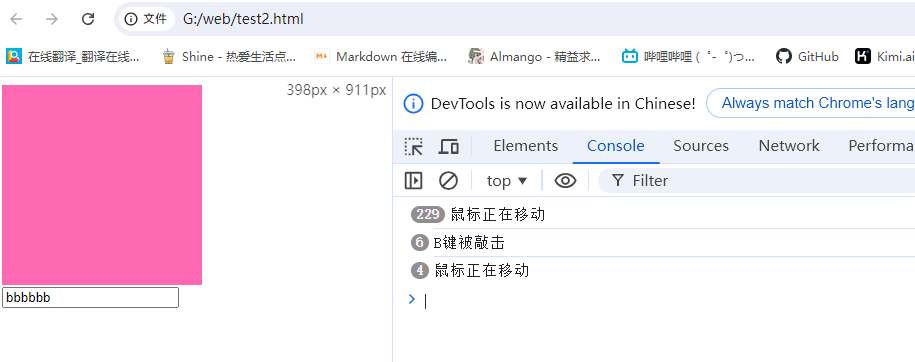 文件 G:/web/test2.html
在线翻译_翻译在线... Shine - 热爱生活点... Markdown 在线编... Almango - 精益求... 哔哩哔哩 ( ゜- ゜)つ... GitHub Kimi.ai
398px × 911px
DevTools is now available in Chinese! Always match Chrome's lang
Elements Console Sources Network Performa
top ▼ Filter
229 鼠标正在移动
6 B键被敲击
4 鼠标正在移动
bbbbbb